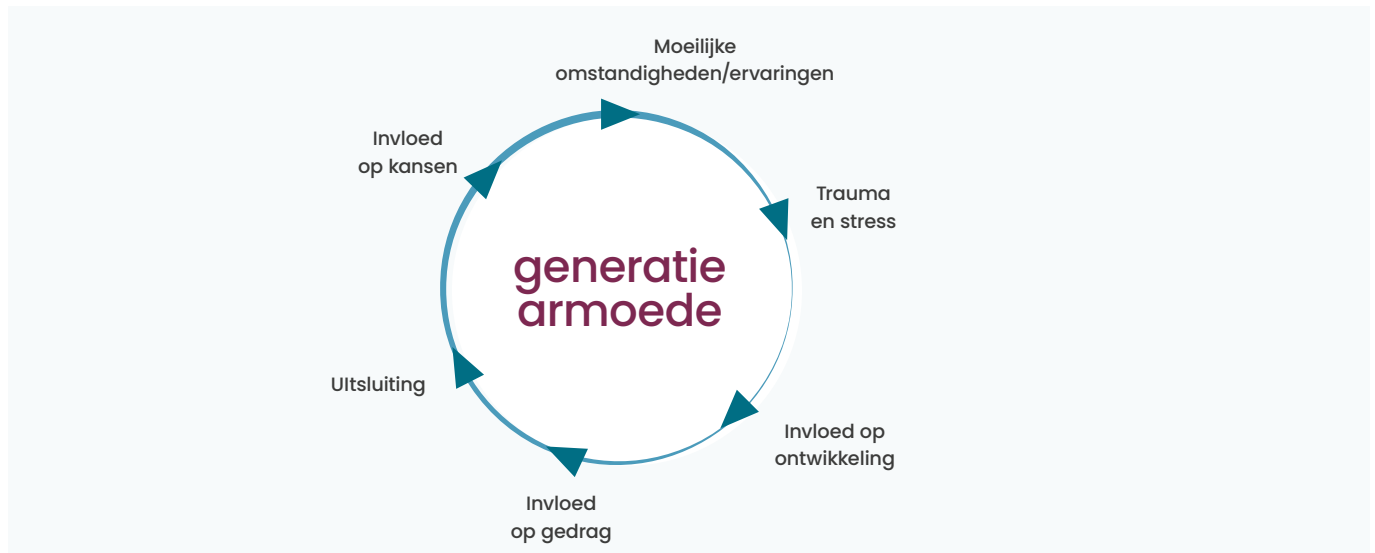 Moeilijke
omstandigheden/ervaringen
Trauma
en stress
Invloed op
ontwikkeling
Invloed
op gedrag
UItsluiting
Invloed
op kansen
generatie
armoede